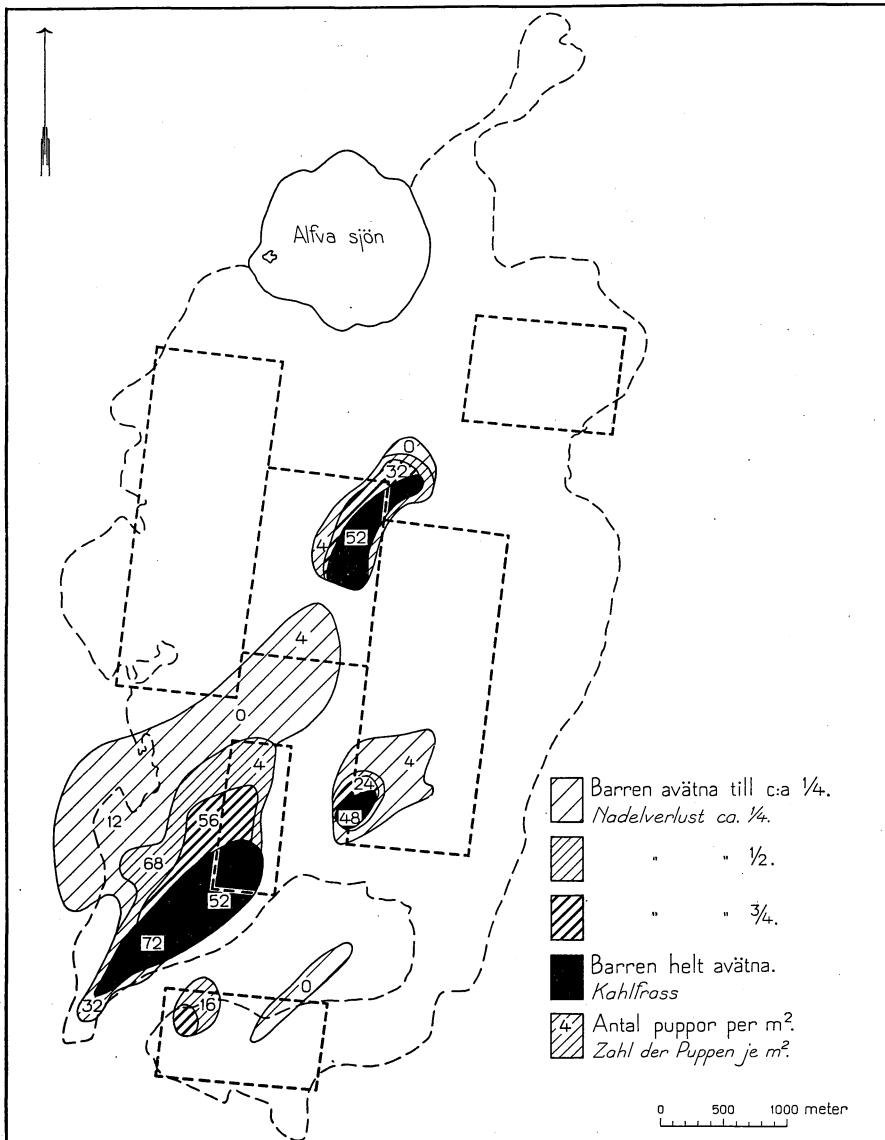 Alfva sjön
0
32
52
4
4
0
4
4
24
48
12
56
68
52
72
32
16
0
Barren avätna till c:a 1/4.
Nadelverlust ca. 1/4.
" " 1/2.
" " 3/4.
Barren helt avätna.
Kahlfrass
4 Antal puppor per m².
Zahl der Puppen je m².
0 500 1000 meter